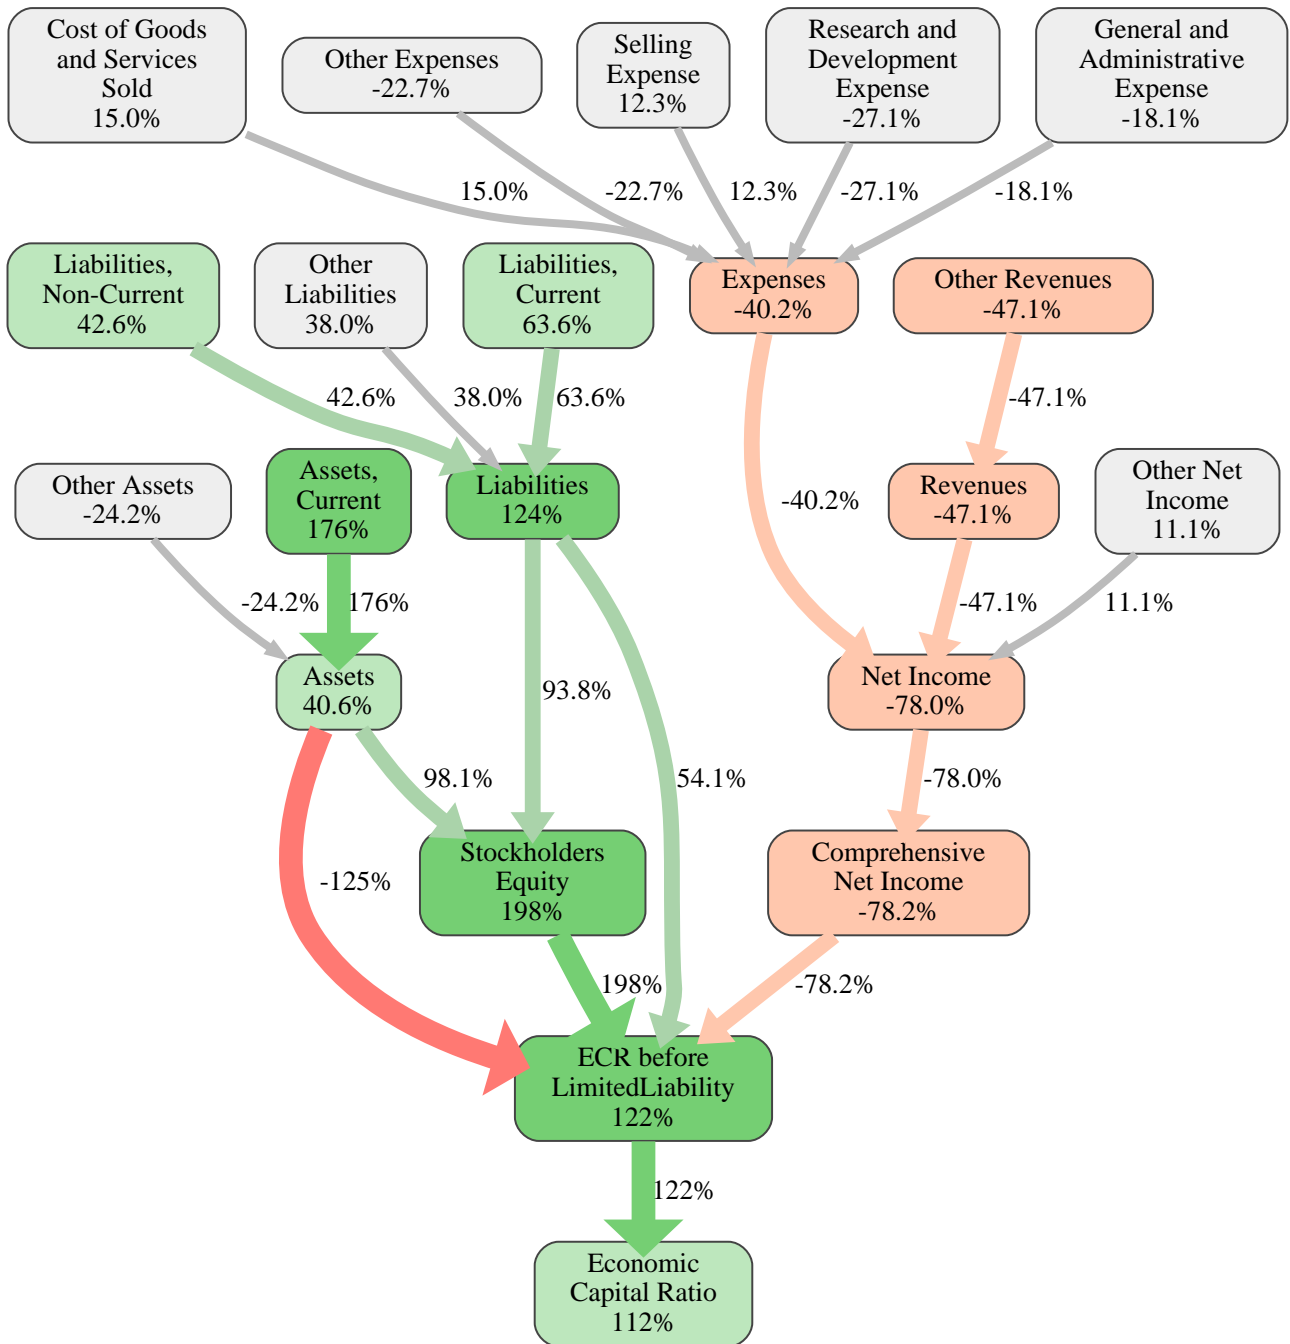 Cost of Goods
and Services
Sold
15.0%
Other Expenses
-22.7%
Selling
Expense
12.3%
Research and
Development
Expense
-27.1%
General and
Administrative
Expense
-18.1%
15.0%
-22.7%
12.3%
-27.1%
-18.1%
Liabilities,
Non-Current
42.6%
Other
Liabilities
38.0%
Liabilities,
Current
63.6%
Expenses
-40.2%
Other Revenues
-47.1%
42.6%
38.0%
63.6%
-47.1%
Other Assets
-24.2%
Assets,
Current
176%
Liabilities
124%
-40.2%
Revenues
-47.1%
Other Net
Income
11.1%
-24.2%
176%
-47.1%
11.1%
Assets
40.6%
93.8%
Net Income
-78.0%
98.1%
54.1%
-78.0%
-125%
Stockholders
Equity
198%
Comprehensive
Net Income
-78.2%
198%
-78.2%
ECR before
LimitedLiability
122%
122%
Economic
Capital Ratio
112%